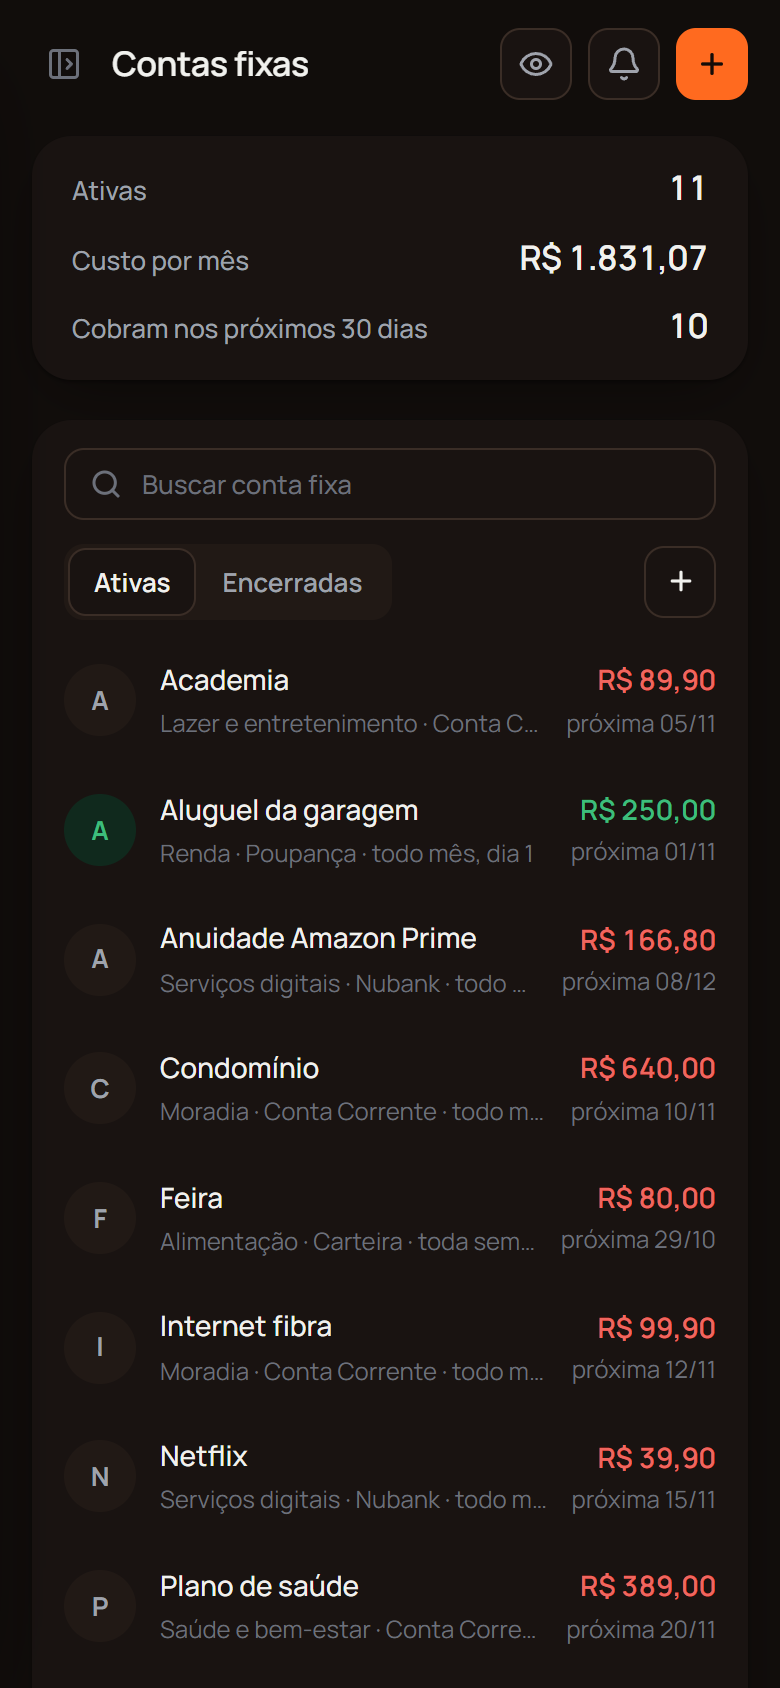 Contas fixas
Ativas 11
Custo por mês R$ 1.831,07
Cobram nos próximos 30 dias 10
Buscar conta fixa
Ativas Encerradas
A Academia R$ 89,90
Lazer e entretenimento · Conta C... próxima 05/11
A Aluguel da garagem R$ 250,00
Renda · Poupança · todo mês, dia 1 próxima 01/11
A Anuidade Amazon Prime R$ 166,80
Serviços digitais · Nubank · todo ... próxima 08/12
C Condomínio R$ 640,00
Moradia · Conta Corrente · todo m... próxima 10/11
F Feira R$ 80,00
Alimentação · Carteira · toda sem... próxima 29/10
I Internet fibra R$ 99,90
Moradia · Conta Corrente · todo m... próxima 12/11
N Netflix R$ 39,90
Serviços digitais · Nubank · todo m... próxima 15/11
P Plano de saúde R$ 389,00
Saúde e bem-estar · Conta Corre... próxima 20/11